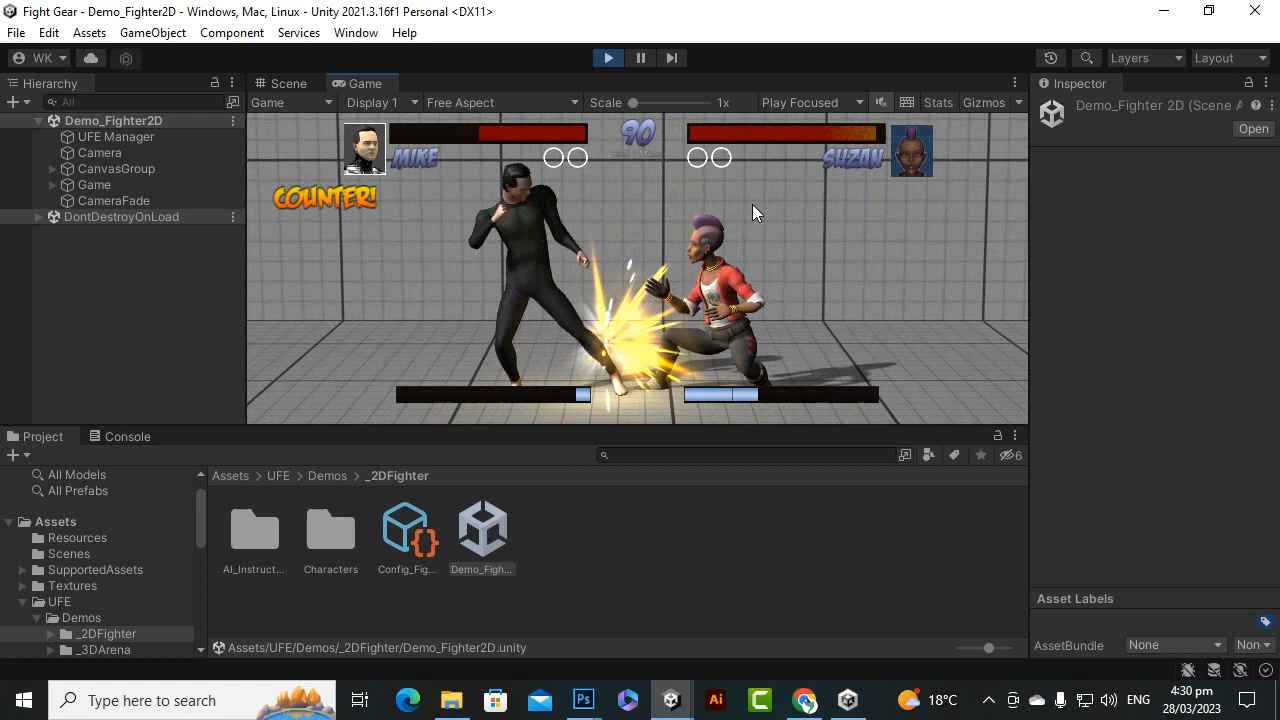 Fight Gear - Demo_Fighter2D - Windows, Mac, Linux - Unity 2021.3.16f1 Personal <DX11>
File Edit Assets GameObject Component Services Window Help
WK Layers Layout
Hierarchy Scene Game Inspector
All Game Display 1 Free Aspect Scale 1x Play Focused Stats Gizmos
Demo_Fighter 2D (Scene A
Open
Demo_Fighter2D
UFE Manager
Camera
CanvasGroup
Game
CameraFade
DontDestroyOnLoad
90
MIKE SUZAN
COUNTER!
Project Console
6
All Models
All Prefabs
Assets
Resources
Scenes
SupportedAssets
Textures
UFE
Demos
_2DFighter
_3DArena
Assets > UFE > Demos > _2DFighter
AI_Instruct... Characters Config_Fig... Demo_Figh...
Assets/UFE/Demos/_2DFighter/Demo_Fighter2D.unity
Asset Labels
AssetBundle None Non
Type here to search
Ps Ai C
18°C ENG
4:30 pm
28/03/2023